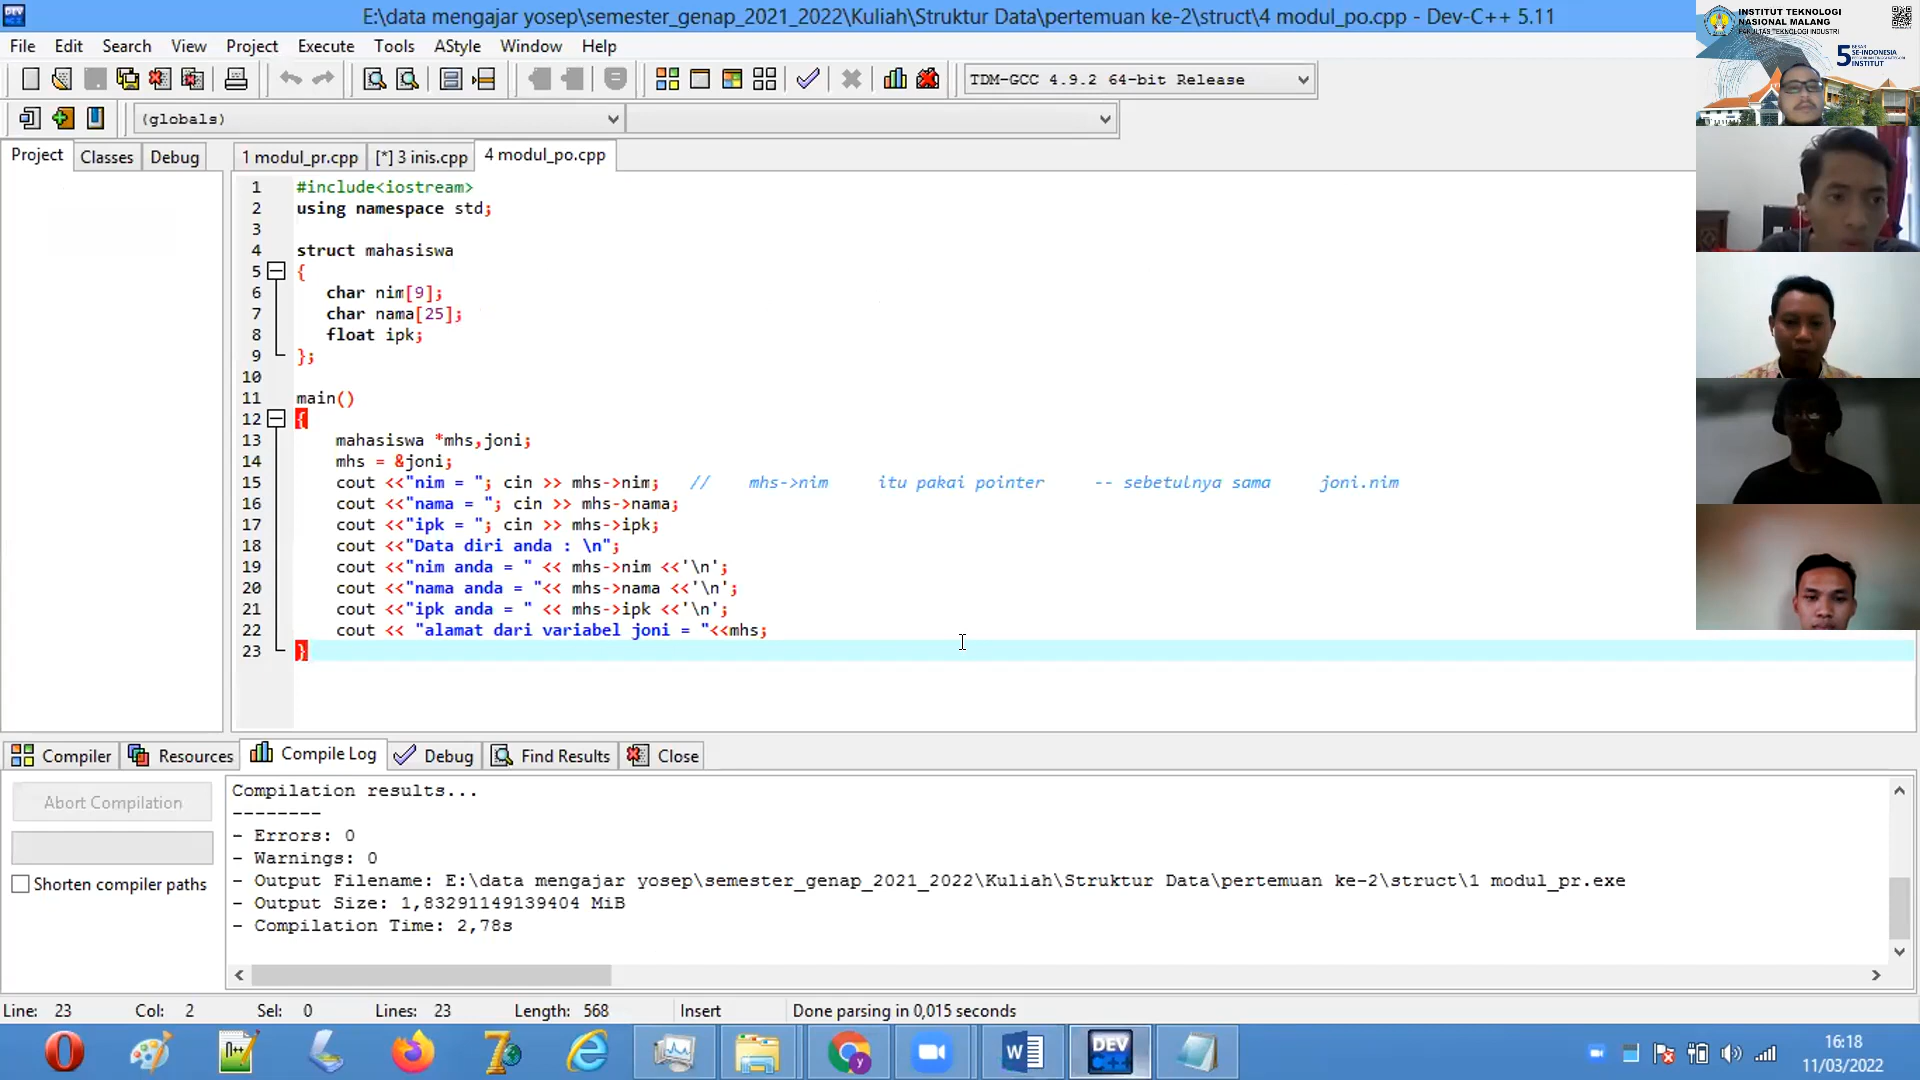 E:\data mengajar yosep\semester_genap_2021_2022\Kuliah\Struktur Data\pertemuan ke-2\struct\4 modul_po.cpp - Dev-C++ 5.11
File Edit Search View Project Execute Tools AStyle Window Help
TDM-GCC 4.9.2 64-bit Release
(globals)
Project Classes Debug
1 modul_pr.cpp [*] 3 inis.cpp 4 modul_po.cpp
1 #include<iostream>
2 using namespace std;
3
4 struct mahasiswa
5 {
6 char nim[9];
7 char nama[25];
8 float ipk;
9 };
10
11 main()
12 {
13 mahasiswa *mhs,joni;
14 mhs = &joni;
15 cout <<"nim = "; cin >> mhs->nim; // mhs->nim itu pakai pointer -- sebetulnya sama joni.nim
16 cout <<"nama = "; cin >> mhs->nama;
17 cout <<"ipk = "; cin >> mhs->ipk;
18 cout <<"Data diri anda : \n";
19 cout <<"nim anda = " << mhs->nim <<'\n';
20 cout <<"nama anda = "<< mhs->nama <<'\n';
21 cout <<"ipk anda = " << mhs->ipk <<'\n';
22 cout << "alamat dari variabel joni = "<<mhs;
23 }
Compiler Resources Compile Log Debug Find Results Close
Abort Compilation
Shorten compiler paths
Compilation results...
--------
- Errors: 0
- Warnings: 0
- Output Filename: E:\data mengajar yosep\semester_genap_2021_2022\Kuliah\Struktur Data\pertemuan ke-2\struct\1 modul_pr.exe
- Output Size: 1,83291149139404 MiB
- Compilation Time: 2,78s
Line: 23 Col: 2 Sel: 0 Lines: 23 Length: 568 Insert Done parsing in 0,015 seconds
16:18
11/03/2022
INSTITUT TEKNOLOGI
NASIONAL MALANG
FAKULTAS TEKNOLOGI INDUSTRI
5 BESAR
SE-INDONESIA
INSTITUT
DEV
C++